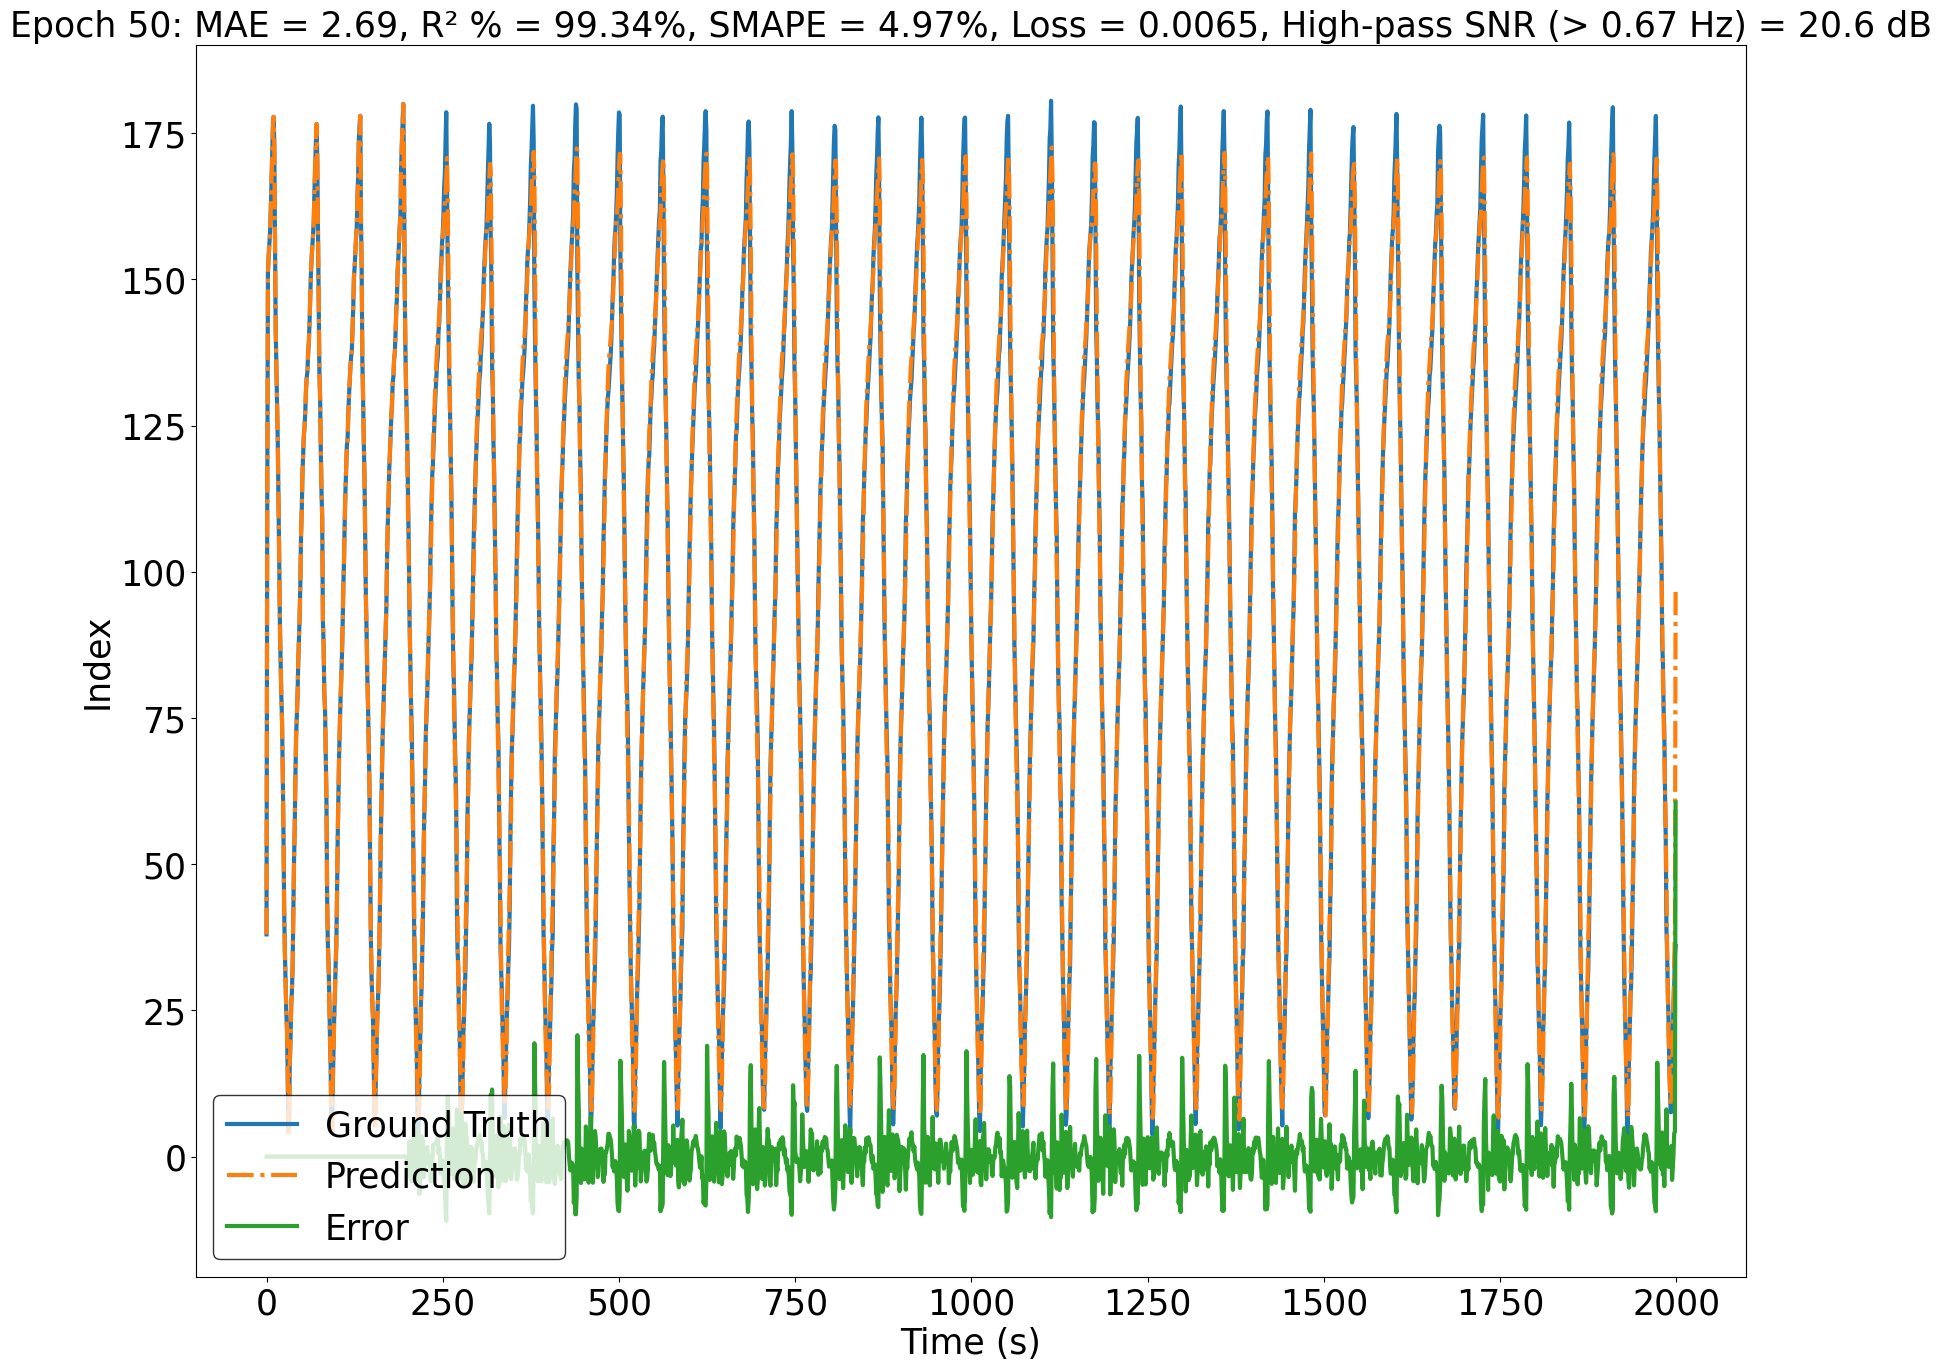 Epoch 50: MAE = 2.69, R² % = 99.34%, SMAPE = 4.97%, Loss = 0.0065, High-pass SNR (> 0.67 Hz) = 20.6 dB
175
150
125
100
75
50
25
0
Index
Ground Truth
Prediction
Error
0 250 500 750 1000 1250 1500 1750 2000
Time (s)